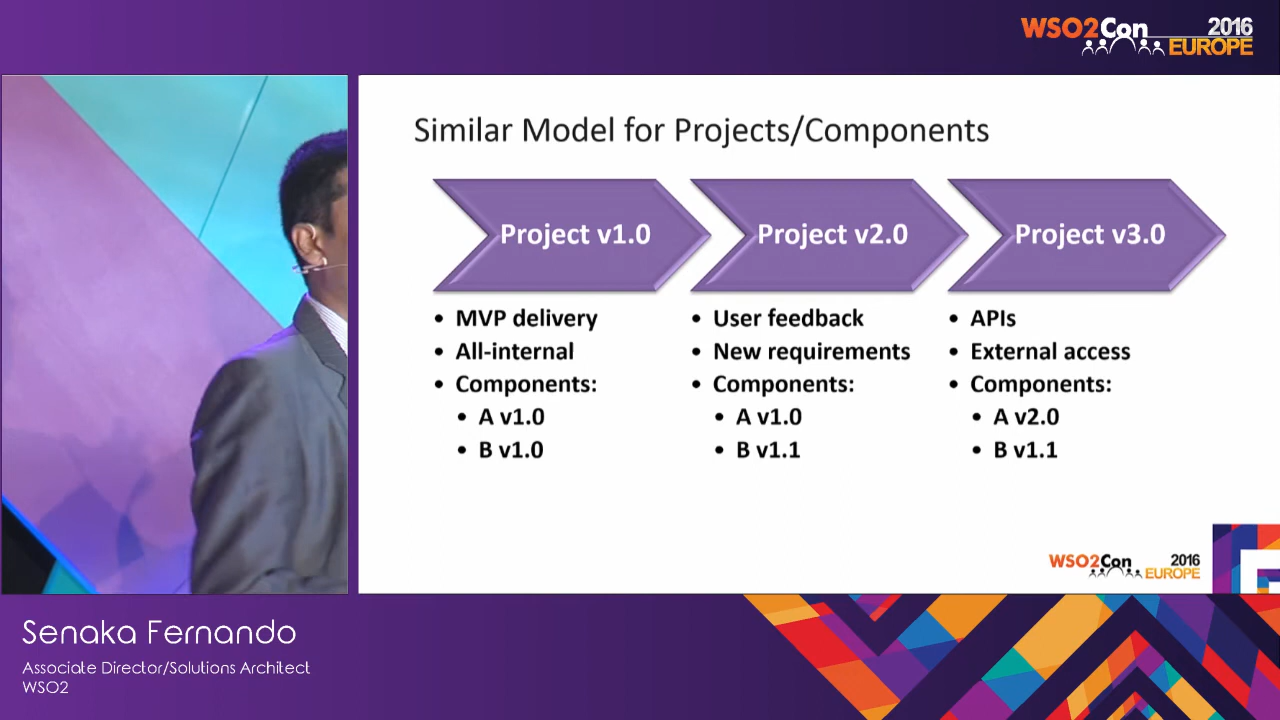 WSO2Con 2016
EUROPE
Similar Model for Projects/Components
Project v1.0
Project v2.0
Project v3.0
• MVP delivery
• All-internal
• Components:
• A v1.0
• B v1.0
• User feedback
• New requirements
• Components:
• A v1.0
• B v1.1
• APIs
• External access
• Components:
• A v2.0
• B v1.1
WSO2Con 2016
EUROPE
Senaka Fernando
Associate Director/Solutions Architect
WSO2